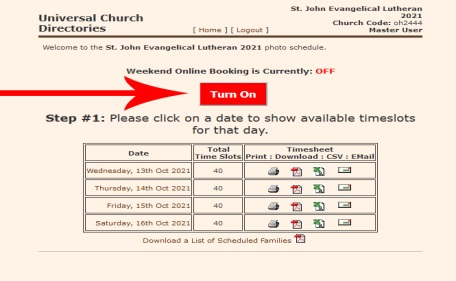 Universal Church
Directories
[ Home ] [ Logout ]
St. John Evangelical Lutheran
2021
Church Code: oh2444
Master User
Welcome to the St. John Evangelical Lutheran 2021 photo schedule.
Weekend Online Booking is Currently: OFF
Turn On
Step #1: Please click on a date to show available timeslots
for that day.
Date Total Time Slots Timesheet Print : Download : CSV : EMail
Wednesday, 13th Oct 2021 40
Thursday, 14th Oct 2021 40
Friday, 15th Oct 2021 40
Saturday, 16th Oct 2021 40
Download a List of Scheduled Families